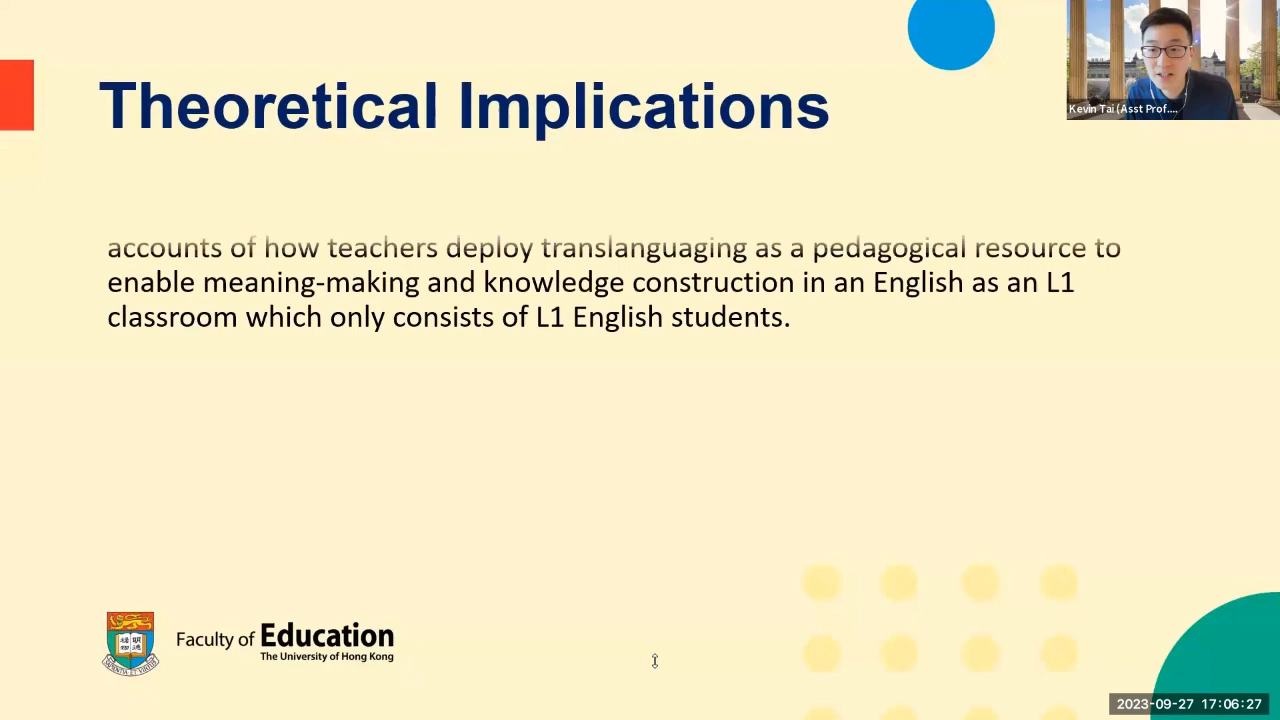 Theoretical Implications
Kevin Tai (Asst Prof....
accounts of how teachers deploy translanguaging as a pedagogical resource to
enable meaning-making and knowledge construction in an English as an L1
classroom which only consists of L1 English students.
Faculty of Education
The University of Hong Kong
2023-09-27 17:06:27